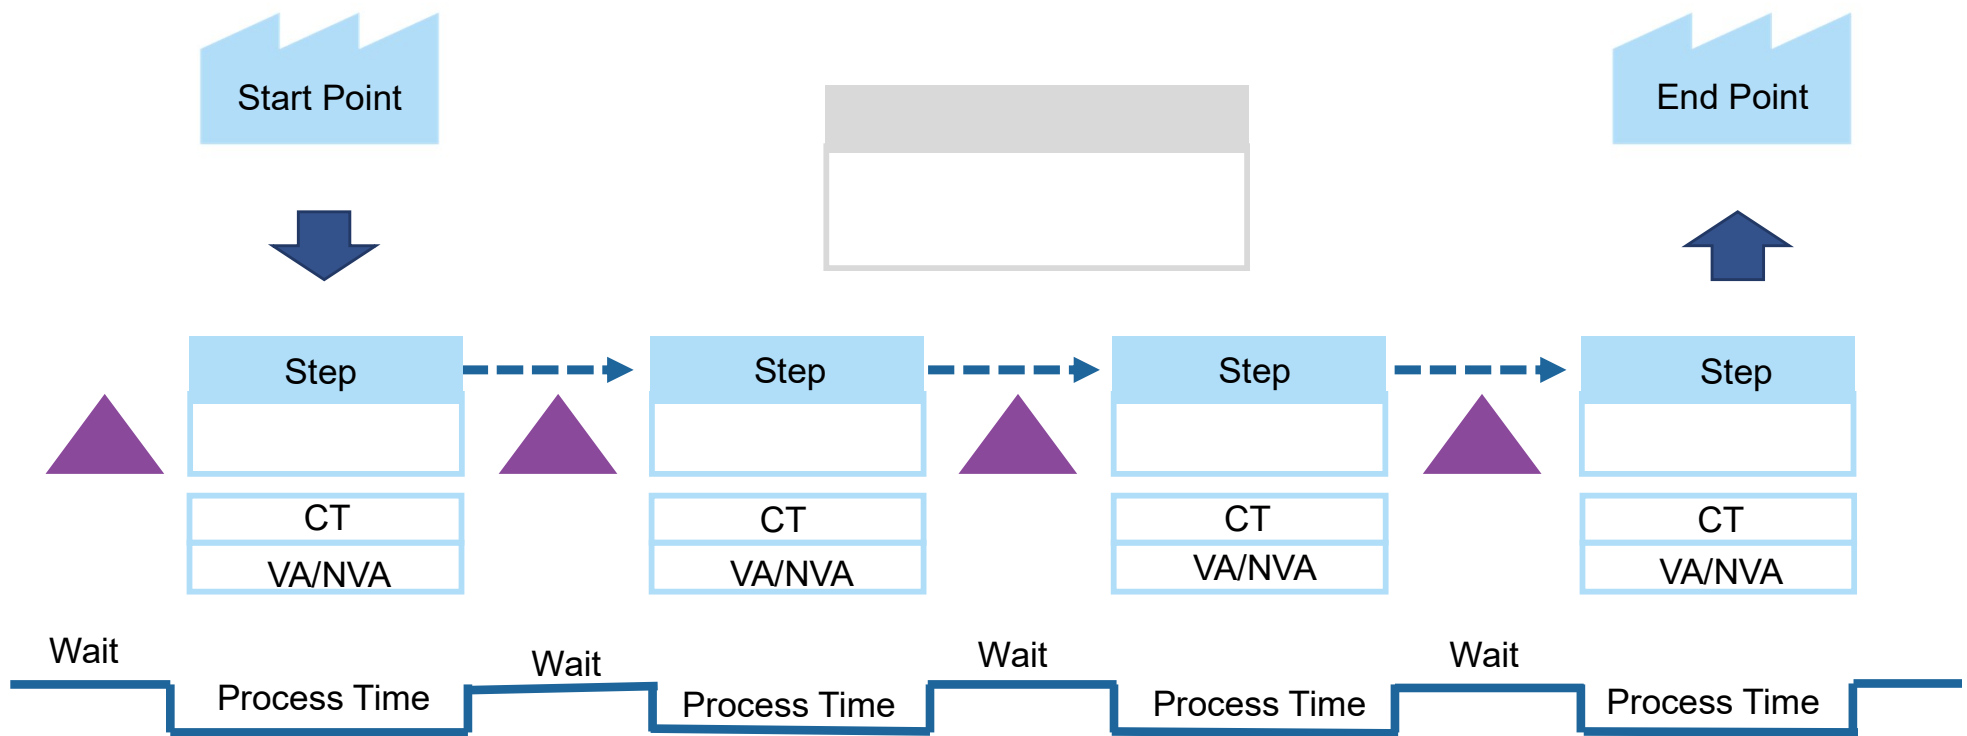 Start Point
End Point
Step
Step
Step
Step
CT
CT
CT
CT
VA/NVA
VA/NVA
VA/NVA
VA/NVA
Wait
Wait
Wait
Wait
Process Time
Process Time
Process Time
Process Time